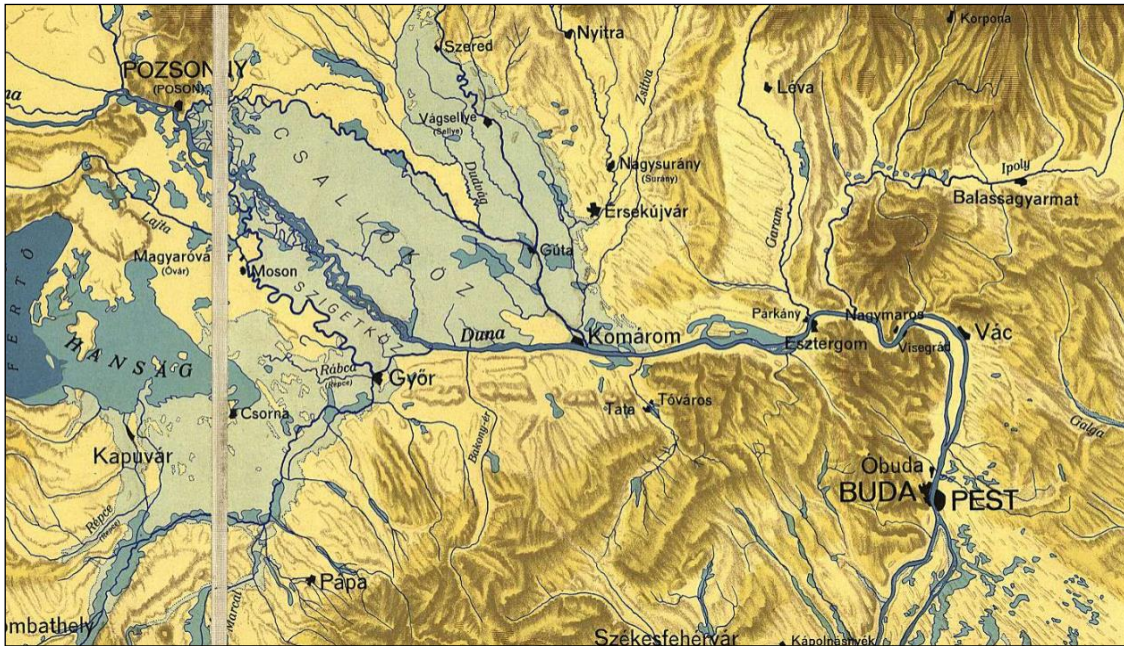 Korpona
Nyitra
Szered
POZSONY
(POSON)
Zsitva
Léva
Vágsellye
(Sellye)
CSALLÓKÖZ
Dudvág
Nagysurány
(Surány)
Ipoly
Balassagyarmat
Érsekújvár
Garam
Lajta
Magyaróvár
(Óvár)
Moson
Gúta
SZIGETKÖZ
FERTŐ
HANSÁG
Duna
Komárom
Párkány
Esztergom
Nagymaros
Visegrád
Vác
Rábca
(Répce)
Győr
Csorna
Tata
Tóváros
Galga
Bakony-ér
Kapuvár
Óbuda
BUDA
PEST
Répce
Marcal
Pápa
ombathely
Székesfehérvár
Kápolnásnyék